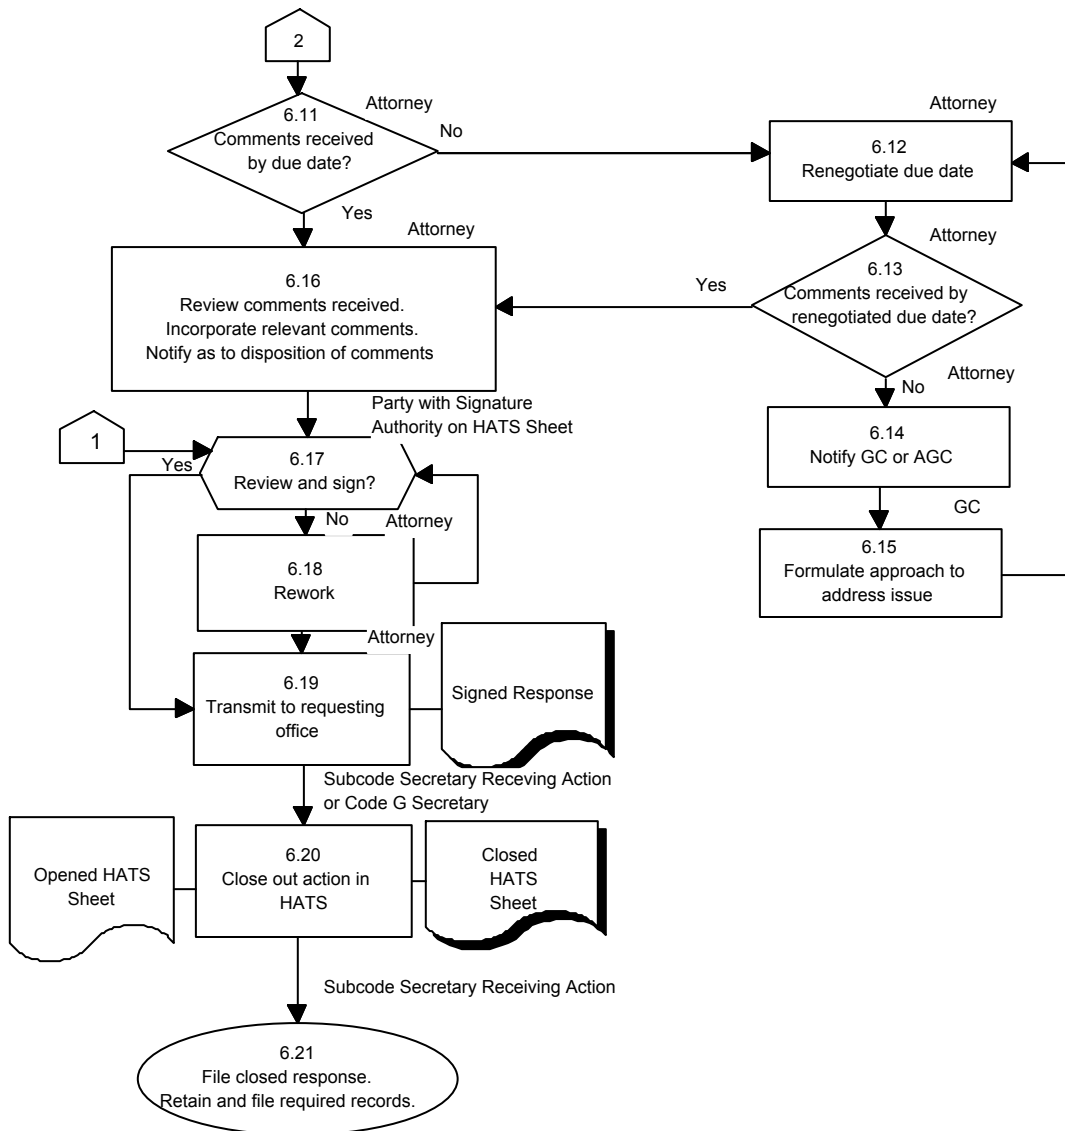 2
Attorney
6.11
Comments received
by due date?
No
Yes
Attorney
6.12
Renegotiate due date
Attorney
6.13
Comments received by
renegotiated due date?
Yes
No
Attorney
6.14
Notify GC or AGC
GC
6.15
Formulate approach to
address issue
Attorney
6.16
Review comments received.
Incorporate relevant comments.
Notify as to disposition of comments
Party with Signature
Authority on HATS Sheet
1
Yes
6.17
Review and sign?
No
Attorney
6.18
Rework
Attorney
6.19
Transmit to requesting
office
Signed Response
Subcode Secretary Receving Action
or Code G Secretary
Opened HATS
Sheet
6.20
Close out action in
HATS
Closed
HATS
Sheet
Subcode Secretary Receiving Action
6.21
File closed response.
Retain and file required records.